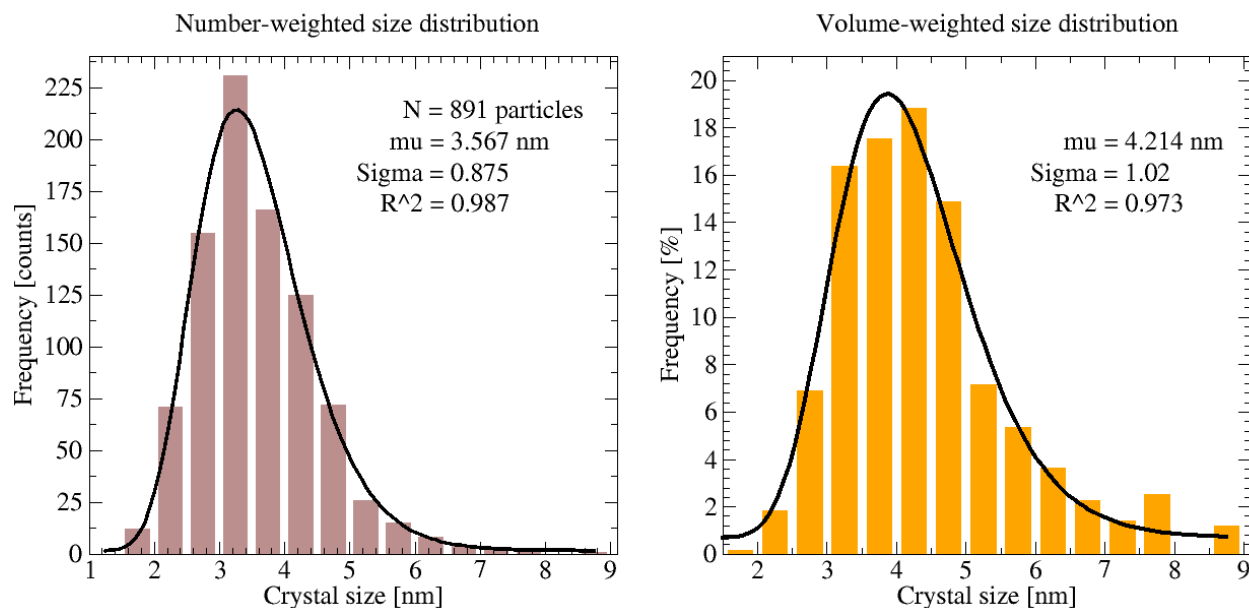 Number-weighted size distribution
N = 891 particles
mu = 3.567 nm
Sigma = 0.875
R^2 = 0.987
Frequency [counts]
225
200
175
150
125
100
75
50
25
0
1 2 3 4 5 6 7 8 9
Crystal size [nm]
Volume-weighted size distribution
mu = 4.214 nm
Sigma = 1.02
R^2 = 0.973
Frequency [%]
20
18
16
14
12
10
8
6
4
2
0
2 3 4 5 6 7 8 9
Crystal size [nm]